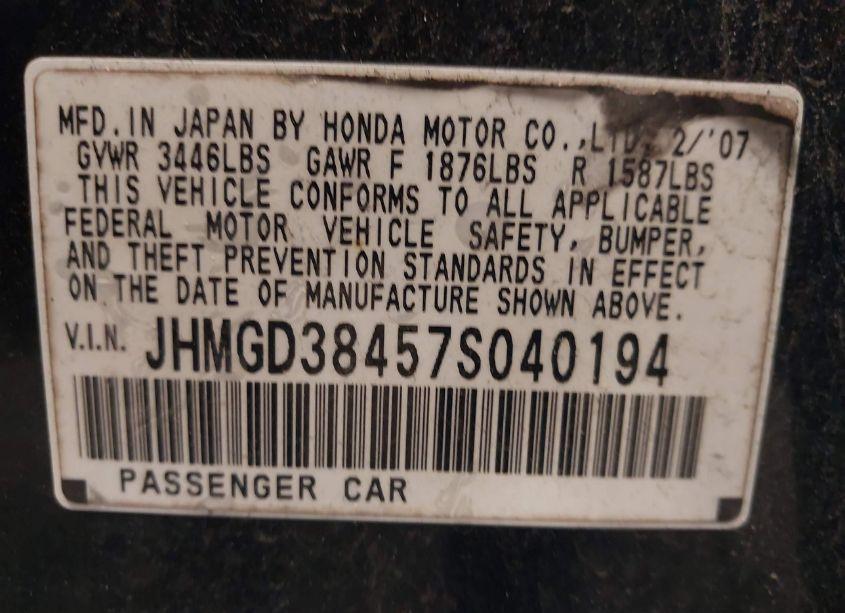 MFD. IN JAPAN BY HONDA MOTOR CO., LTD. 2/'07
GVWR 3446LBS GAWR F 1876LBS R 1587LBS
THIS VEHICLE CONFORMS TO ALL APPLICABLE
FEDERAL MOTOR VEHICLE SAFETY, BUMPER,
AND THEFT PREVENTION STANDARDS IN EFFECT
ON THE DATE OF MANUFACTURE SHOWN ABOVE.
V.I.N. JHMGD38457S040194
PASSENGER CAR